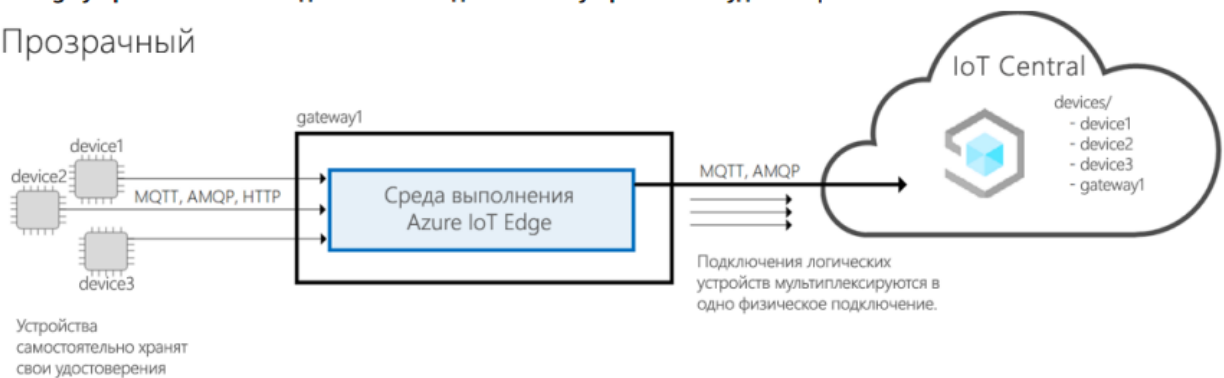 Прозрачный
IoT Central
devices/
- device1
- device2
- device3
- gateway1
gateway1
device1
device2
device3
MQTT, AMQP, HTTP
Среда выполнения
Azure IoT Edge
MQTT, AMQP
Подключения логических
устройств мультиплексируются в
одно физическое подключение.
Устройства
самостоятельно хранят
свои удостоверения